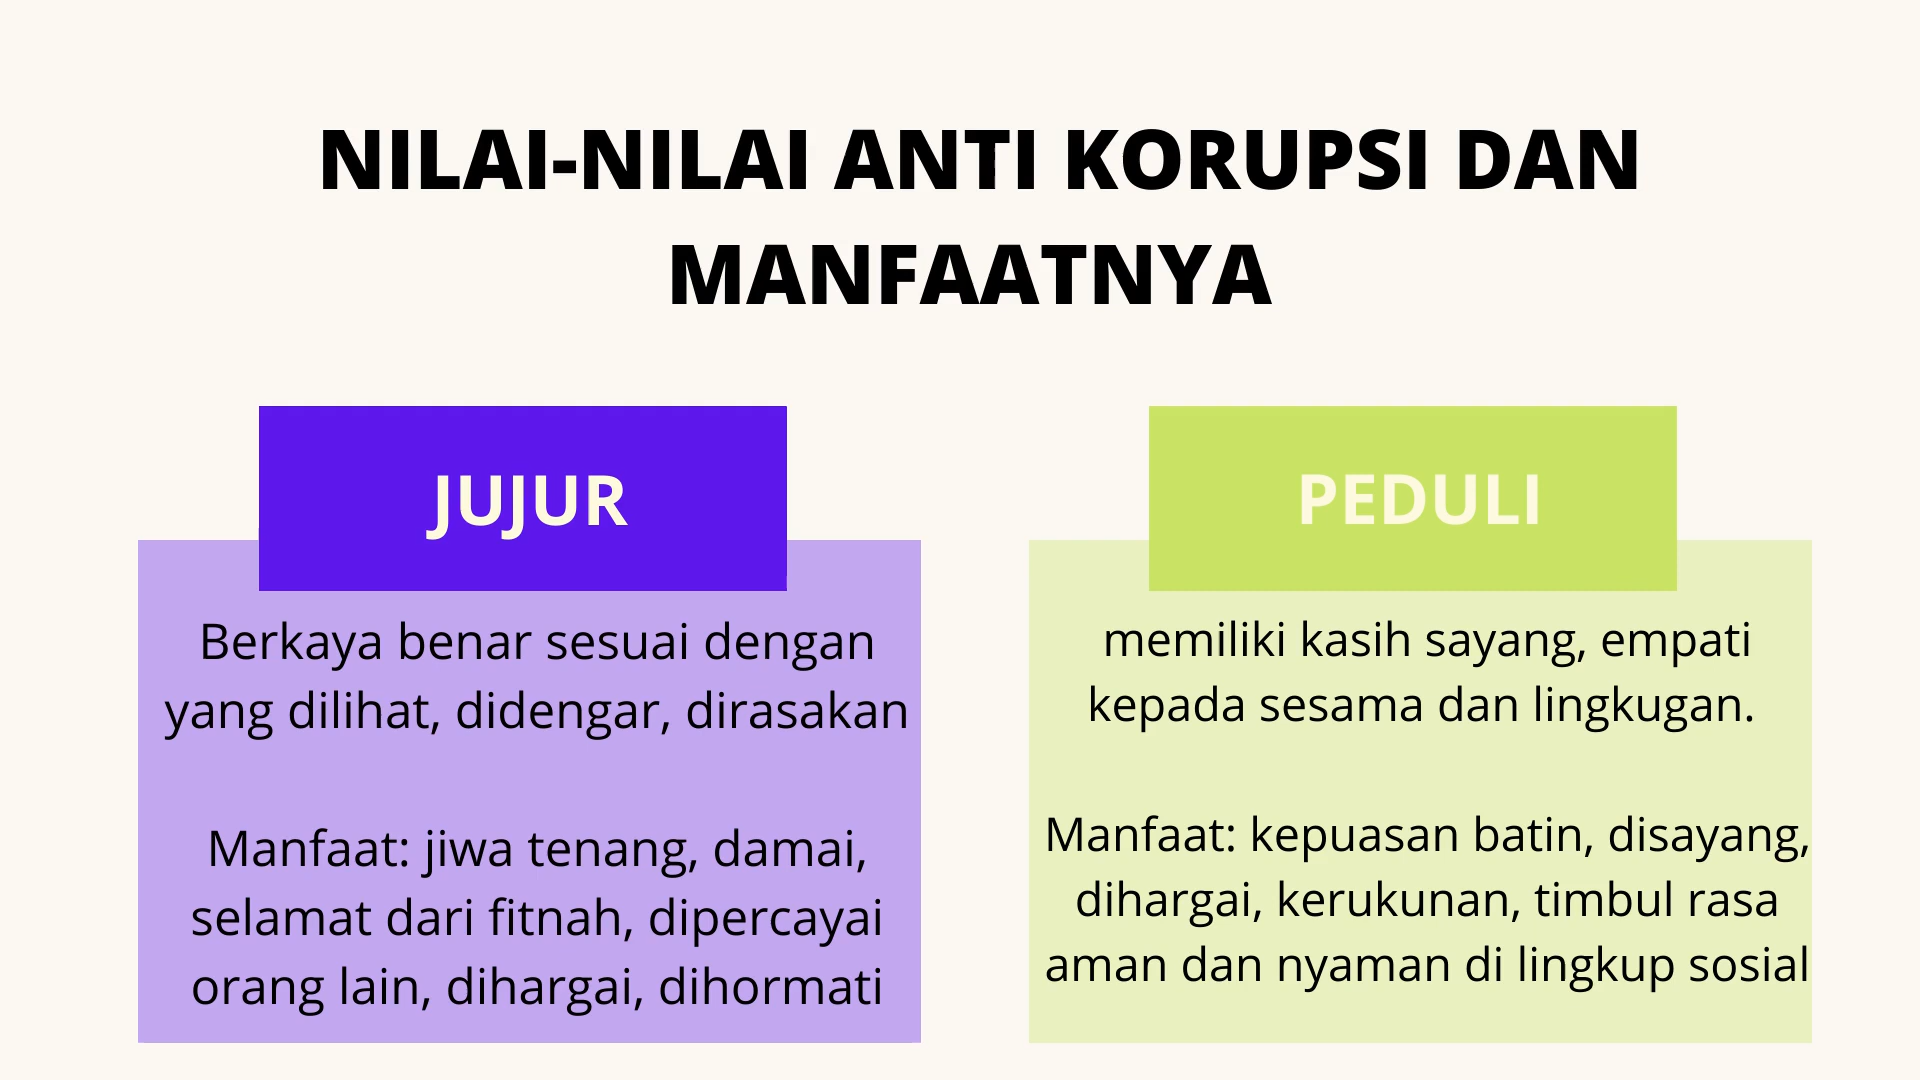 NILAI-NILAI ANTI KORUPSI DAN
MANFAATNYA
JUJUR
Berkaya benar sesuai dengan
yang dilihat, didengar, dirasakan
Manfaat: jiwa tenang, damai,
selamat dari fitnah, dipercayai
orang lain, dihargai, dihormati
PEDULI
memiliki kasih sayang, empati
kepada sesama dan lingkugan.
Manfaat: kepuasan batin, disayang,
dihargai, kerukunan, timbul rasa
aman dan nyaman di lingkup sosial